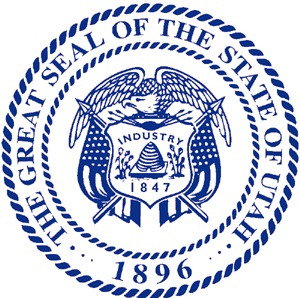 THE GREAT SEAL OF THE STATE OF UTAH
INDUSTRY
1847
1896